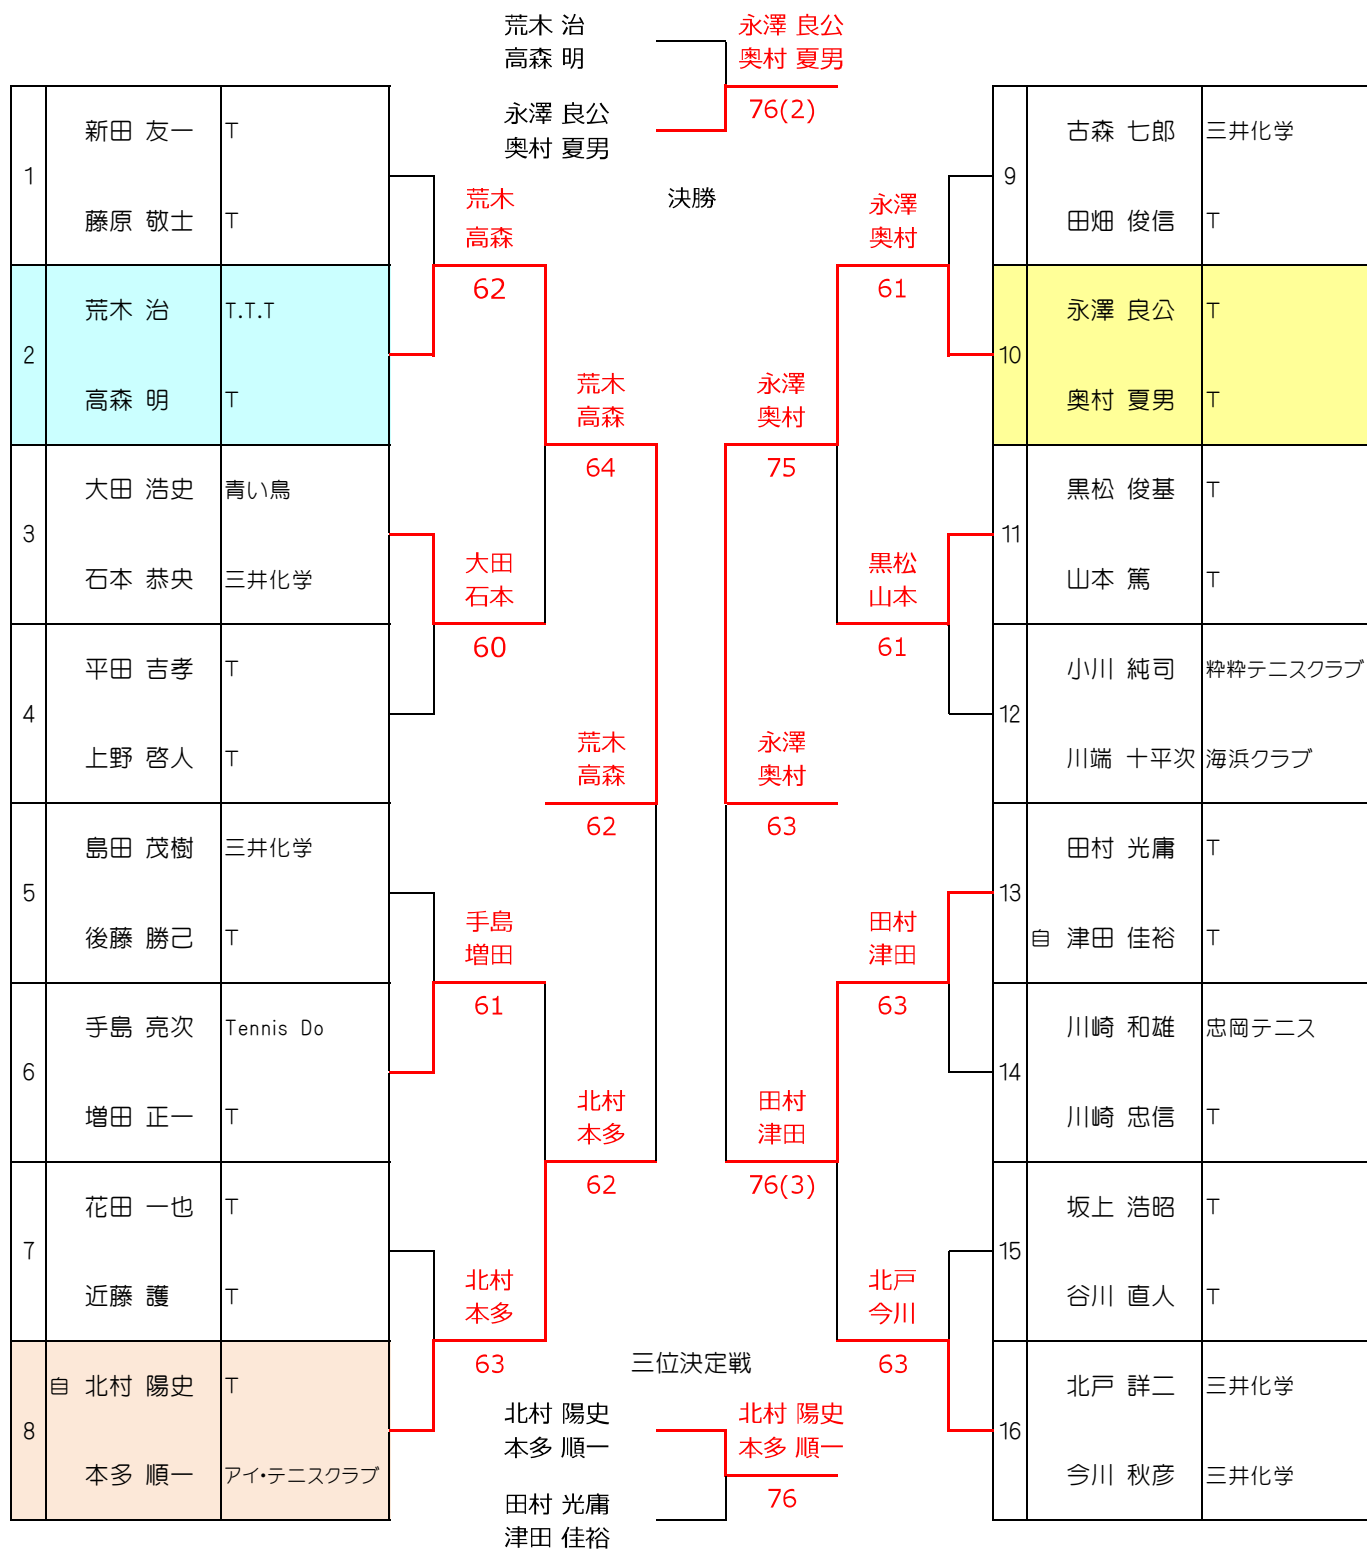 荒木 治
高森 明
永澤 良公
奥村 夏男
永澤 良公
奥村 夏男
76(2)
決勝
1
新田 友一 T
藤原 敬士 T
2
荒木 治 T.T.T
高森 明 T
3
大田 浩史 青い鳥
石本 恭央 三井化学
4
平田 吉孝 T
上野 啓人 T
5
島田 茂樹 三井化学
後藤 勝己 T
6
手島 亮次 Tennis Do
増田 正一 T
7
花田 一也 T
近藤 護 T
8
自 北村 陽史 T
本多 順一 アイ・テニスクラブ
荒木
高森
62
大田
石本
60
手島
増田
61
北村
本多
63
荒木
高森
64
北村
本多
62
荒木
高森
62
永澤
奥村
63
永澤
奥村
75
田村
津田
76(3)
永澤
奥村
61
黒松
山本
61
田村
津田
63
北戸
今川
63
9
古森 七郎 三井化学
田畑 俊信 T
10
永澤 良公 T
奥村 夏男 T
11
黒松 俊基 T
山本 篤 T
12
小川 純司 粋粋テニスクラブ
川端 十平次 海浜クラブ
13
田村 光庸 T
自 津田 佳裕 T
14
川崎 和雄 忠岡テニス
川崎 忠信 T
15
坂上 浩昭 T
谷川 直人 T
16
北戸 詳二 三井化学
今川 秋彦 三井化学
三位決定戦
北村 陽史
本多 順一
田村 光庸
津田 佳裕
北村 陽史
本多 順一
76